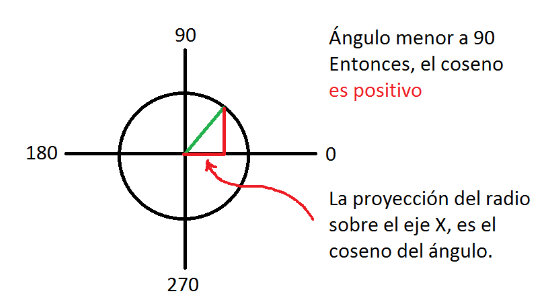 90
Ángulo menor a 90
Entonces, el coseno
es positivo
180
0
La proyección del radio
sobre el eje X, es el
coseno del ángulo.
270